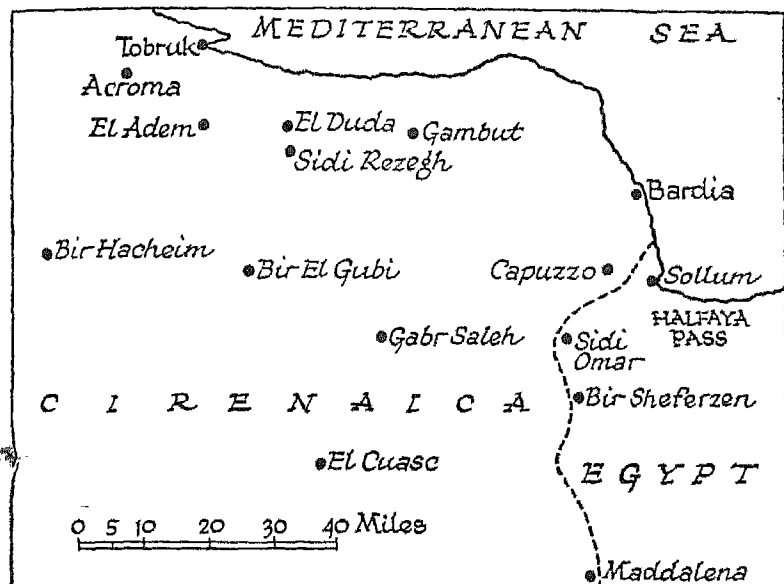 MEDITERRANEAN SEA
Tobruk
Acroma
El Adem
El Duda
Gambut
Sidi Rezegh
Bardia
Bir Hacheim
Bir El Gubi
Capuzzo
Sollum
HALFAYA
PASS
Gabr Saleh
Sidi
Omar
CIRENAICA
Bir Sheferzen
El Cuasc
EGYPT
0 5 10 20 30 40 Miles
Maddalena